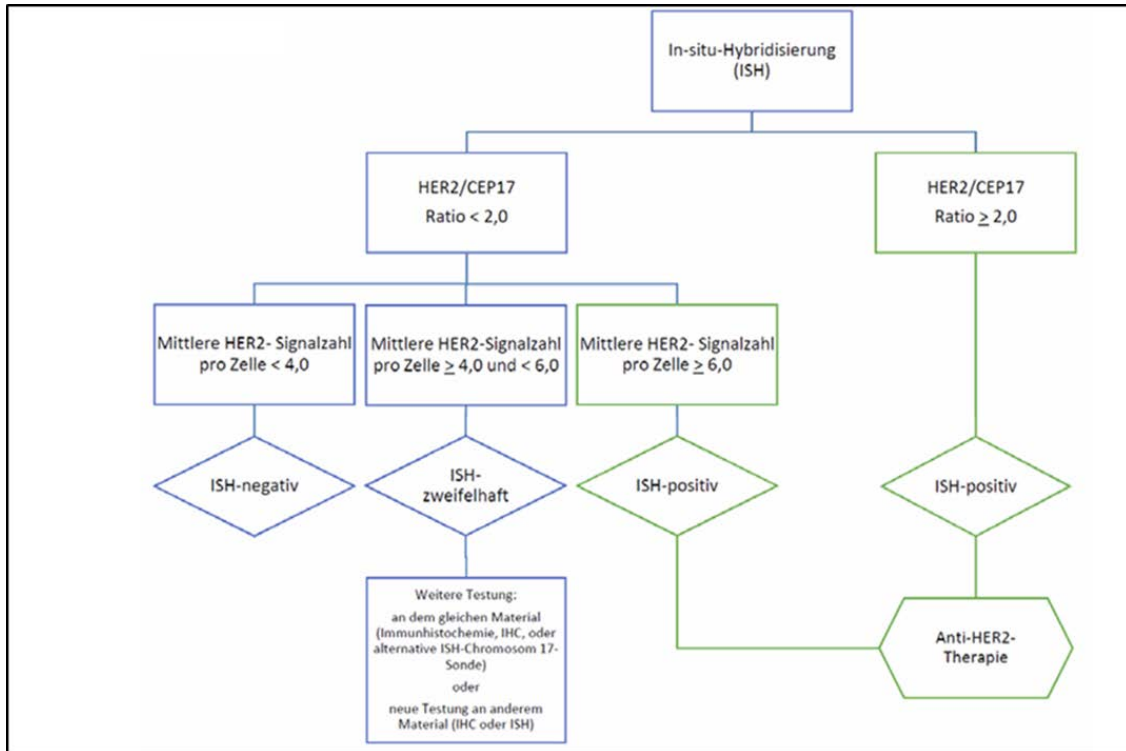 In-situ-Hybridisierung
(ISH)
HER2/CEP17
Ratio < 2,0
HER2/CEP17
Ratio ≥ 2,0
Mittlere HER2- Signalzahl
pro Zelle < 4,0
Mittlere HER2-Signalzahl
pro Zelle ≥ 4,0 und < 6,0
Mittlere HER2- Signalzahl
pro Zelle ≥ 6,0
ISH-negativ
ISH-
zweifelhaft
ISH-positiv
ISH-positiv
Weitere Testung:
an dem gleichen Material
(Immunhistochemie, IHC, oder
alternative ISH-Chromosom 17-
Sonde)
oder
neue Testung an anderem
Material (IHC oder ISH)
Anti-HER2-
Therapie